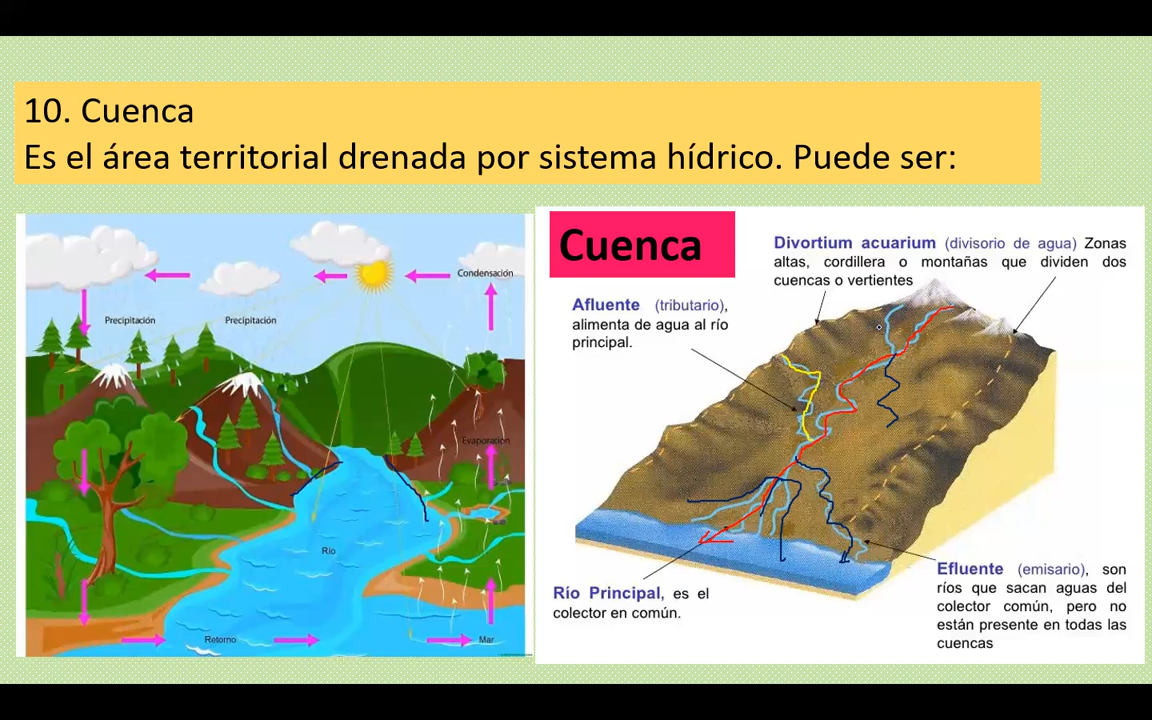 10. Cuenca
Es el área territorial drenada por sistema hídrico. Puede ser:
Condensación
Precipitación
Precipitación
Evaporación
Río
Retorno
Mar
Cuenca
Divortium acuarium (divisorio de agua) Zonas
altas, cordillera o montañas que dividen dos
cuencas o vertientes
Afluente (tributario),
alimenta de agua al río
principal.
Río Principal, es el
colector en común.
Efluente (emisario), son
ríos que sacan aguas del
colector común, pero no
están presente en todas las
cuencas